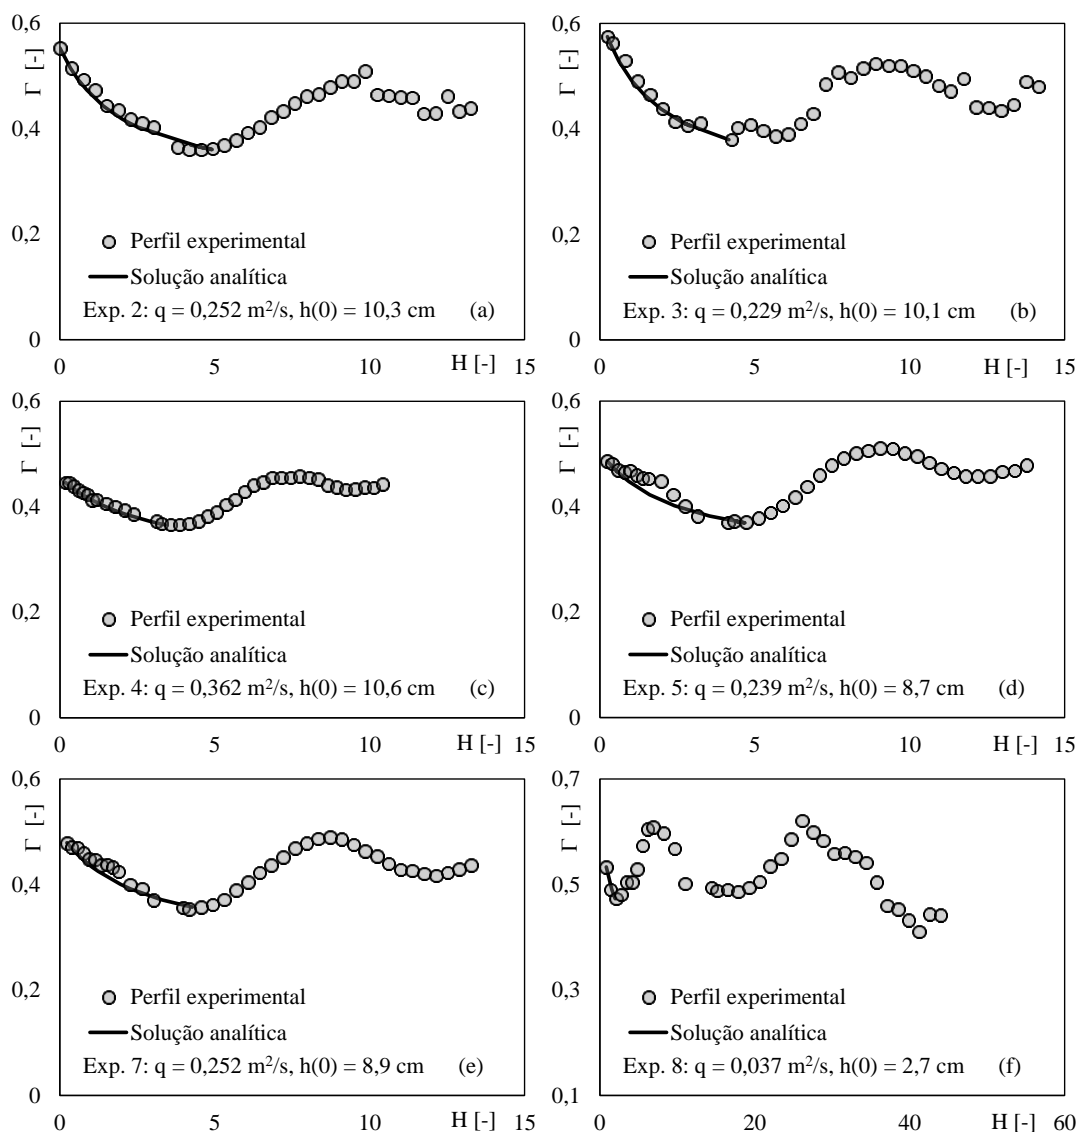 0,6
Γ [-]
0,4
0,2
0
Perfil experimental
Solução analítica
Exp. 2: q = 0,252 m²/s, h(0) = 10,3 cm (a)
0 5 10 H [-] 15
0,6
Γ [-]
0,4
0,2
0
Perfil experimental
Solução analítica
Exp. 3: q = 0,229 m²/s, h(0) = 10,1 cm (b)
0 5 10 H [-] 15
0,6
Γ [-]
0,4
0,2
0
Perfil experimental
Solução analítica
Exp. 4: q = 0,362 m²/s, h(0) = 10,6 cm (c)
0 5 10 H [-] 15
0,6
Γ [-]
0,4
0,2
0
Perfil experimental
Solução analítica
Exp. 5: q = 0,239 m²/s, h(0) = 8,7 cm (d)
0 5 10 H [-] 15
0,6
Γ [-]
0,4
0,2
0
Perfil experimental
Solução analítica
Exp. 7: q = 0,252 m²/s, h(0) = 8,9 cm (e)
0 5 10 H [-] 15
0,7
Γ [-]
0,5
0,3
0,1
Perfil experimental
Solução analítica
Exp. 8: q = 0,037 m²/s, h(0) = 2,7 cm (f)
0 20 40 H [-] 60